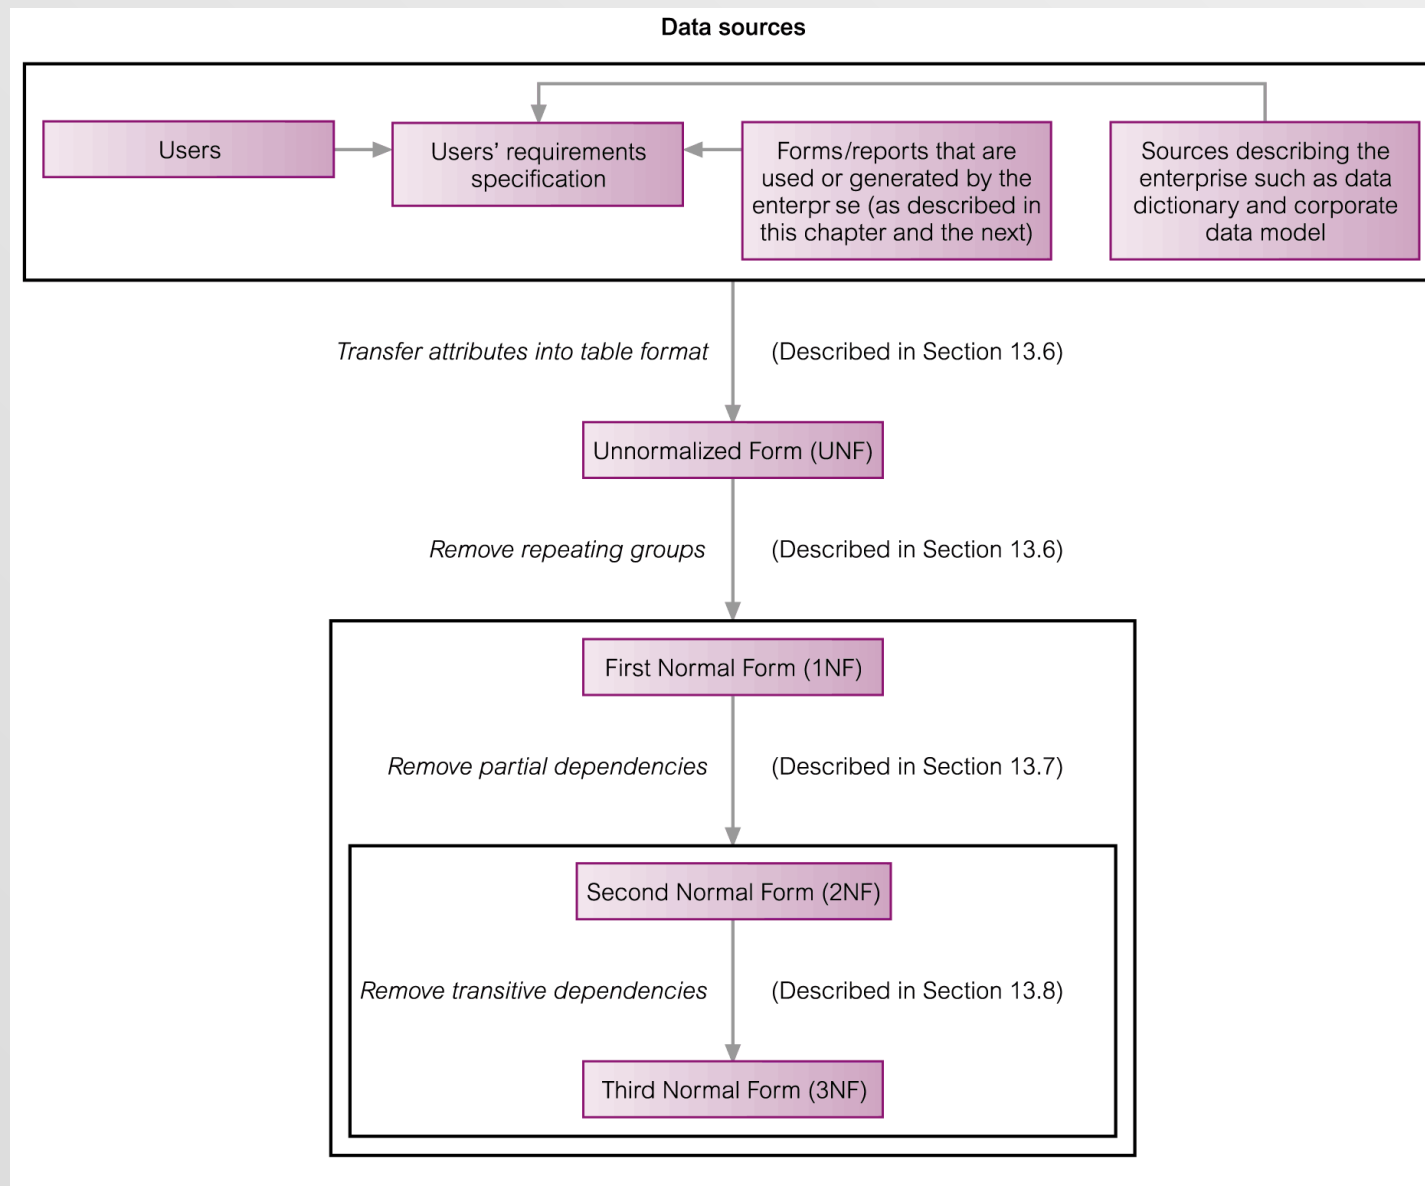 Data sources
Users
Users’ requirements
specification
Forms/reports that are
used or generated by the
enterpr se (as described in
this chapter and the next)
Sources describing the
enterprise such as data
dictionary and corporate
data model
Transfer attributes into table format
(Described in Section 13.6)
Unnormalized Form (UNF)
Remove repeating groups
(Described in Section 13.6)
First Normal Form (1NF)
Remove partial dependencies
(Described in Section 13.7)
Second Normal Form (2NF)
Remove transitive dependencies
(Described in Section 13.8)
Third Normal Form (3NF)